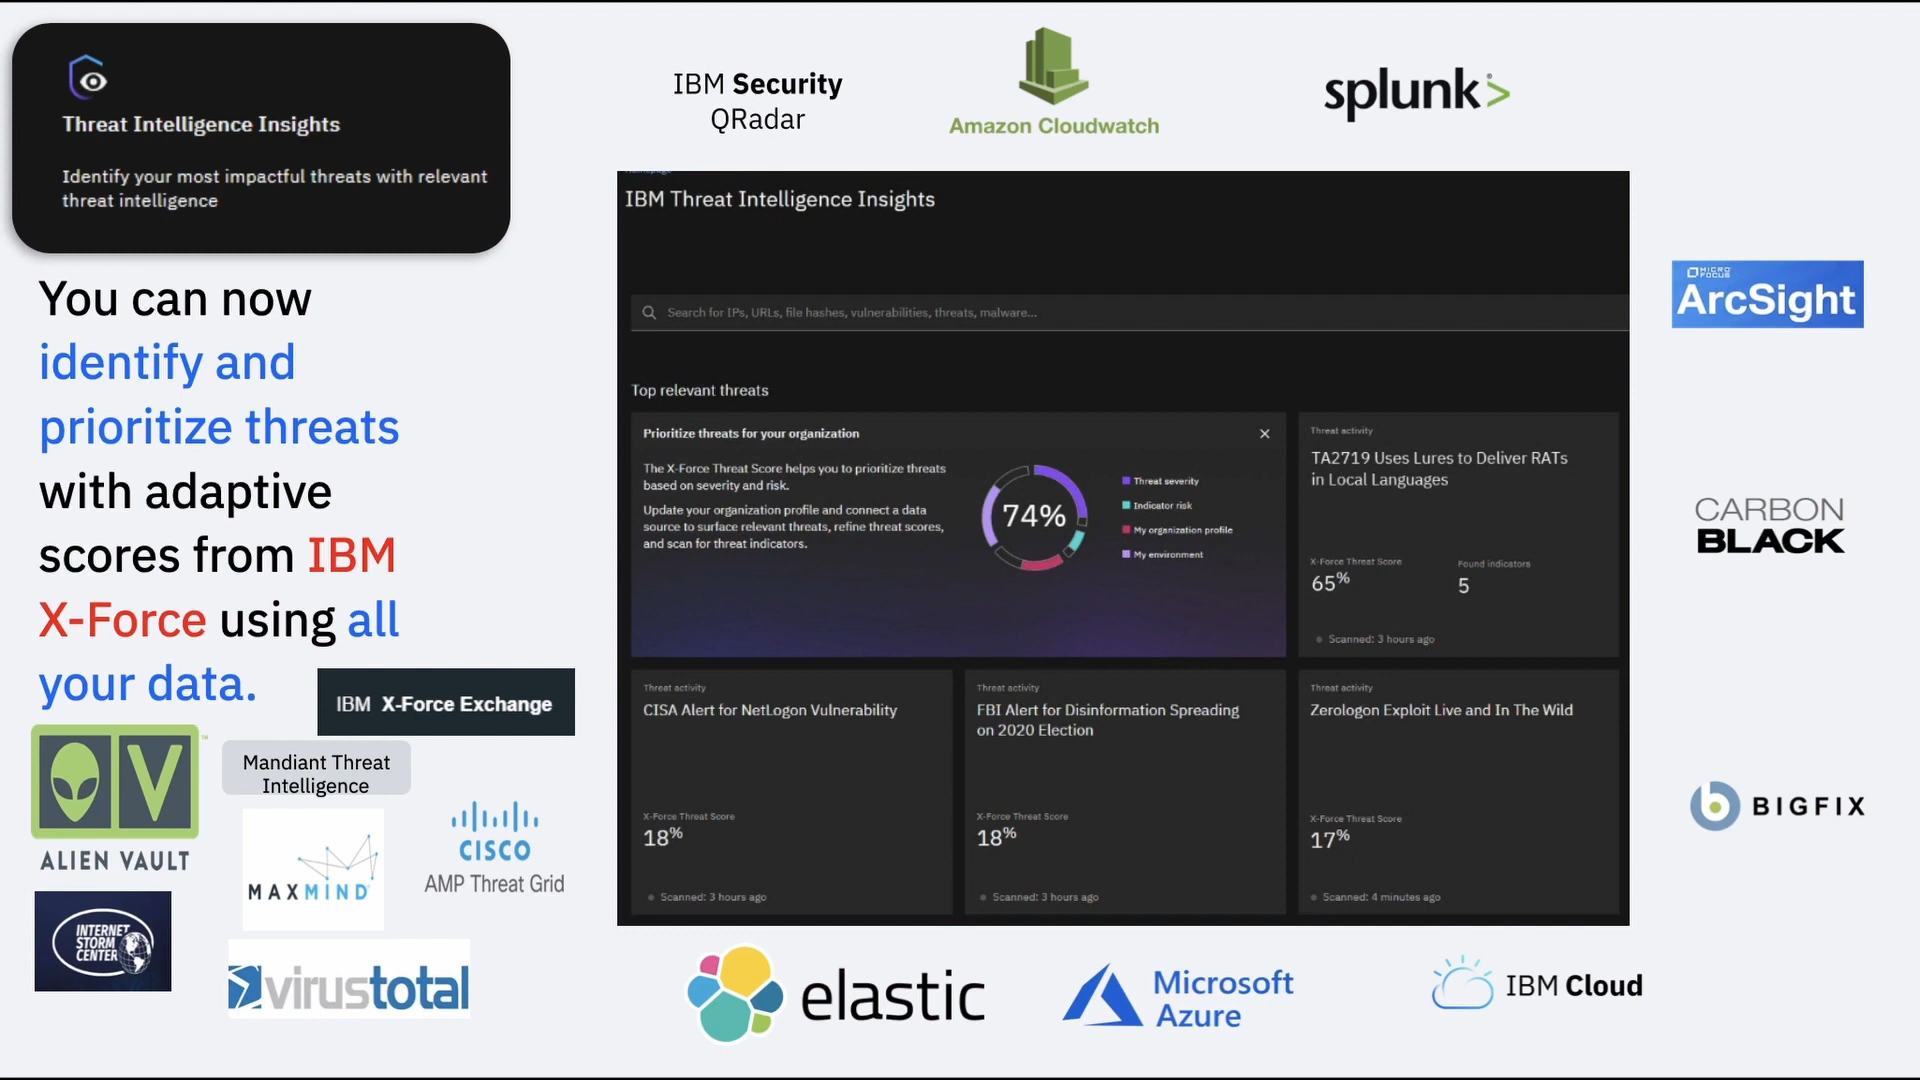 Threat Intelligence Insights
Identify your most impactful threats with relevant
threat intelligence
You can now
identify and
prioritize threats
with adaptive
scores from IBM
X-Force using all
your data.
IBM X-Force Exchange
ALIEN VAULT
Mandiant Threat
Intelligence
MAXMIND
CISCO
AMP Threat Grid
INTERNET
STORM
CENTER
virustotal
IBM Security
QRadar
Amazon Cloudwatch
splunk>
IBM Threat Intelligence Insights
Search for IPs, URLs, file hashes, vulnerabilities, threats, malware...
Top relevant threats
Prioritize threats for your organization
The X-Force Threat Score helps you to prioritize threats
based on severity and risk.
Update your organization profile and connect a data
source to surface relevant threats, refine threat scores,
and scan for threat indicators.
74%
Threat severity
Indicator risk
My organization profile
My environment
Threat activity
TA2719 Uses Lures to Deliver RATs
in Local Languages
X-Force Threat Score
65%
Found indicators
5
Scanned: 3 hours ago
Threat activity
CISA Alert for NetLogon Vulnerability
X-Force Threat Score
18%
Scanned: 3 hours ago
Threat activity
FBI Alert for Disinformation Spreading
on 2020 Election
X-Force Threat Score
18%
Scanned: 3 hours ago
Threat activity
Zerologon Exploit Live and In The Wild
X-Force Threat Score
17%
Scanned: 4 minutes ago
MICRO
FOCUS
ArcSight
CARBON
BLACK
BIGFIX
elastic
Microsoft
Azure
IBM Cloud